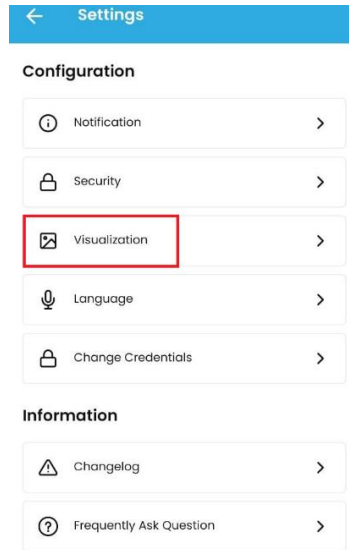 Settings
Configuration
Notification
Security
Visualization
Language
Change Credentials
Information
Changelog
Frequently Ask Question